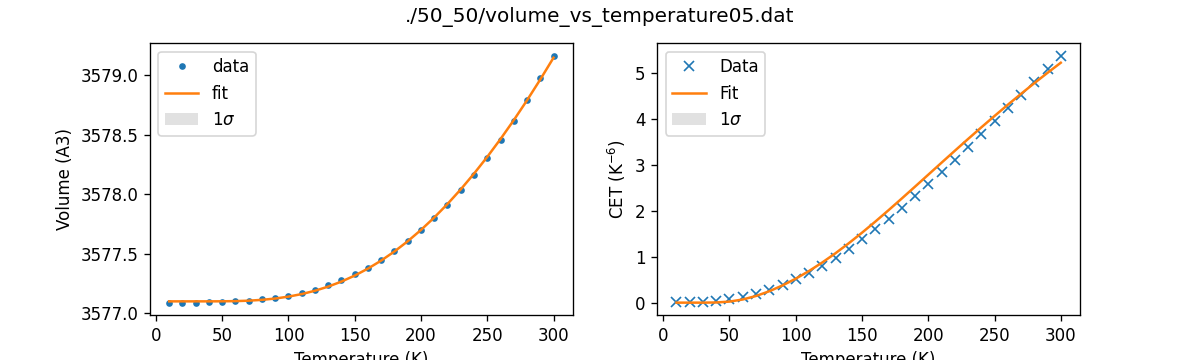 ./50_50/volume_vs_temperature05.dat
data
fit
1σ
Volume (A3)
3579.0
3578.5
3578.0
3577.5
3577.0
0 50 100 150 200 250 300
Temperature (K)
Data
Fit
1σ
CET (K⁻⁶)
5
4
3
2
1
0
0 50 100 150 200 250 300
Temperature (K)